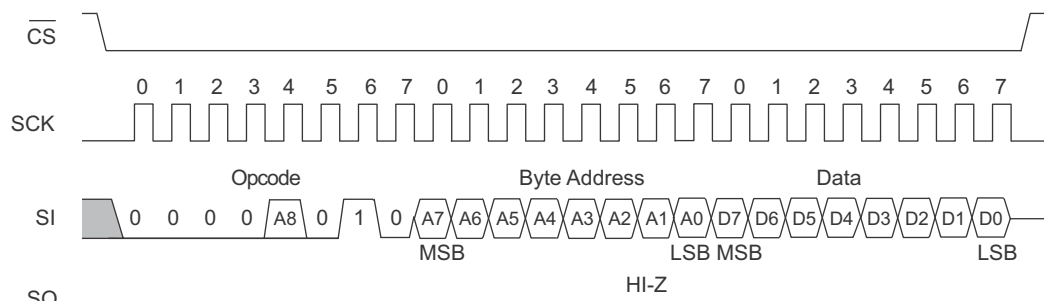 CS
0 1 2 3 4 5 6 7 0 1 2 3 4 5 6 7 0 1 2 3 4 5 6 7
SCK
Opcode Byte Address Data
SI 0 0 0 0 A8 0 1 0 A7 A6 A5 A4 A3 A2 A1 A0 D7 D6 D5 D4 D3 D2 D1 D0
MSB LSB MSB LSB
HI-Z
SO